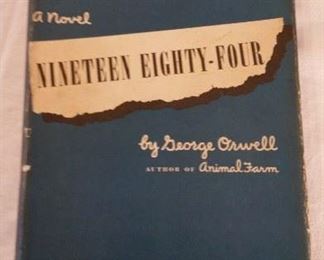 a Novel
NINETEEN EIGHTY-FOUR
by George Orwell
AUTHOR OF Animal Farm